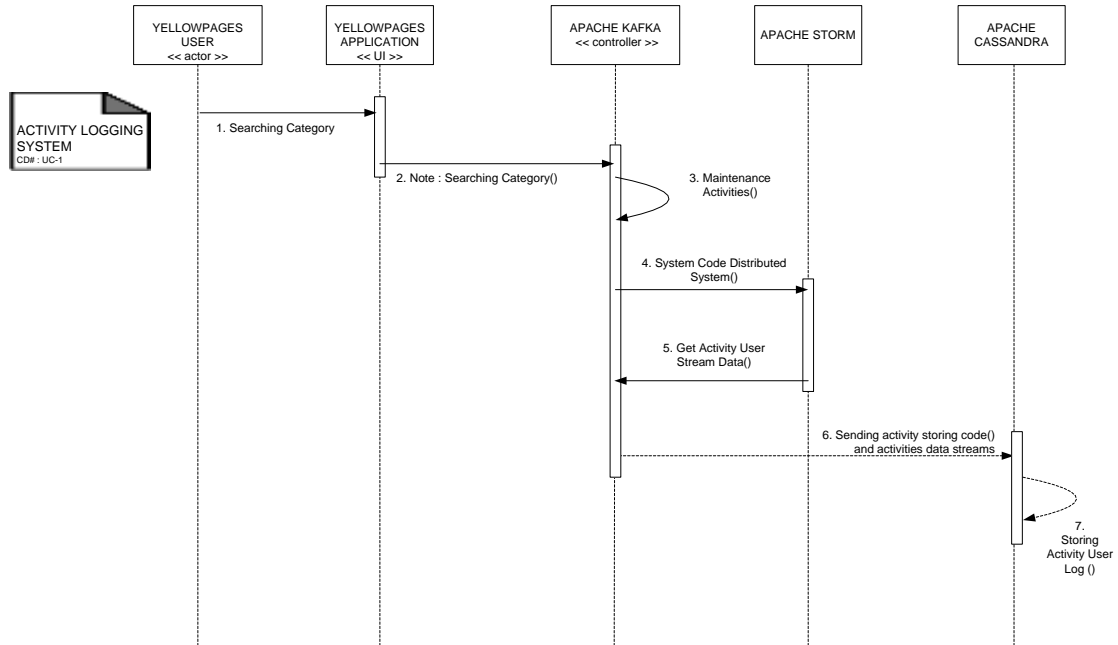 YELLOWPAGES
USER
<< actor >>
YELLOWPAGES
APPLICATION
<< UI >>
APACHE KAFKA
<< controller >>
APACHE STORM
APACHE
CASSANDRA
ACTIVITY LOGGING
SYSTEM
CD# : UC-1
1. Searching Category
2. Note : Searching Category()
3. Maintenance
Activities()
4. System Code Distributed
System()
5. Get Activity User
Stream Data()
6. Sending activity storing code()
and activities data streams
7.
Storing
Activity User
Log ()